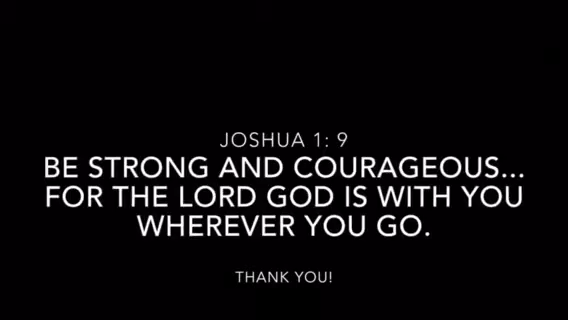 JOSHUA 1: 9
BE STRONG AND COURAGEOUS...
FOR THE LORD GOD IS WITH YOU
WHEREVER YOU GO.
THANK YOU!